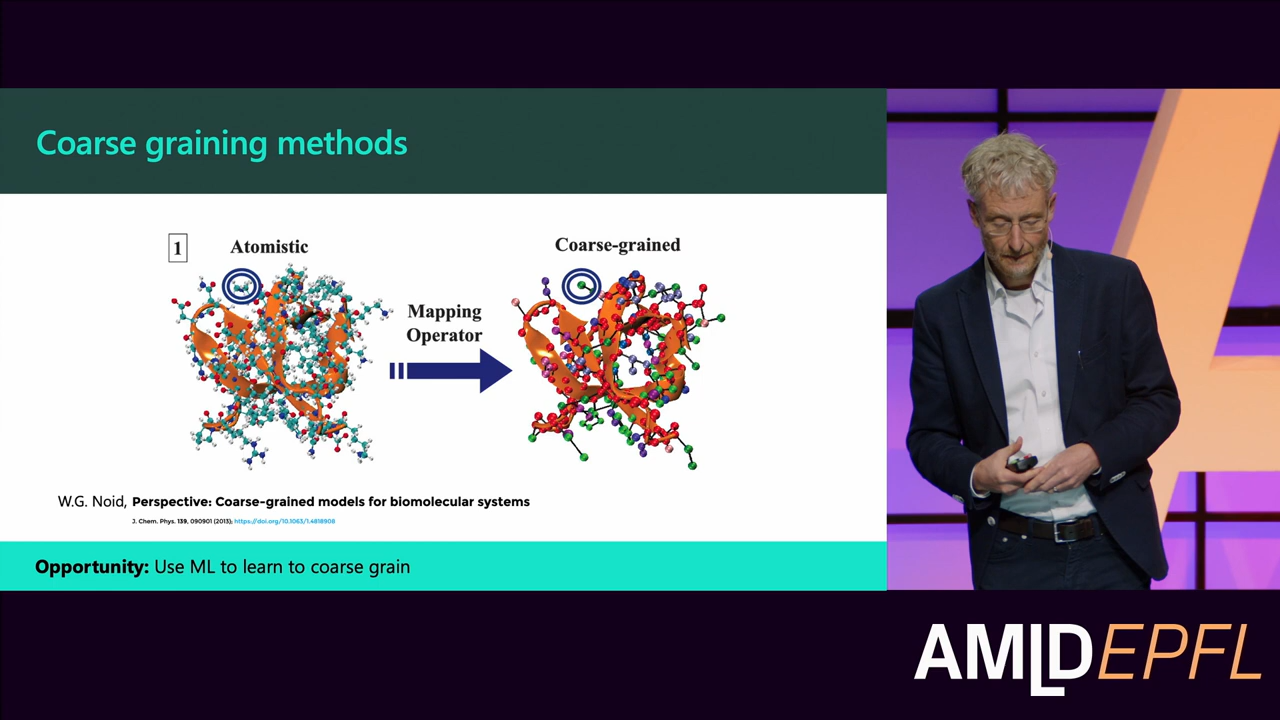 Coarse graining methods
1
Atomistic
Coarse-grained
Mapping
Operator
W.G. Noid, Perspective: Coarse-grained models for biomolecular systems
J. Chem. Phys. 139, 090901 (2013); https://doi.org/10.1063/1.4818908
Opportunity: Use ML to learn to coarse grain
AMLD EPFL